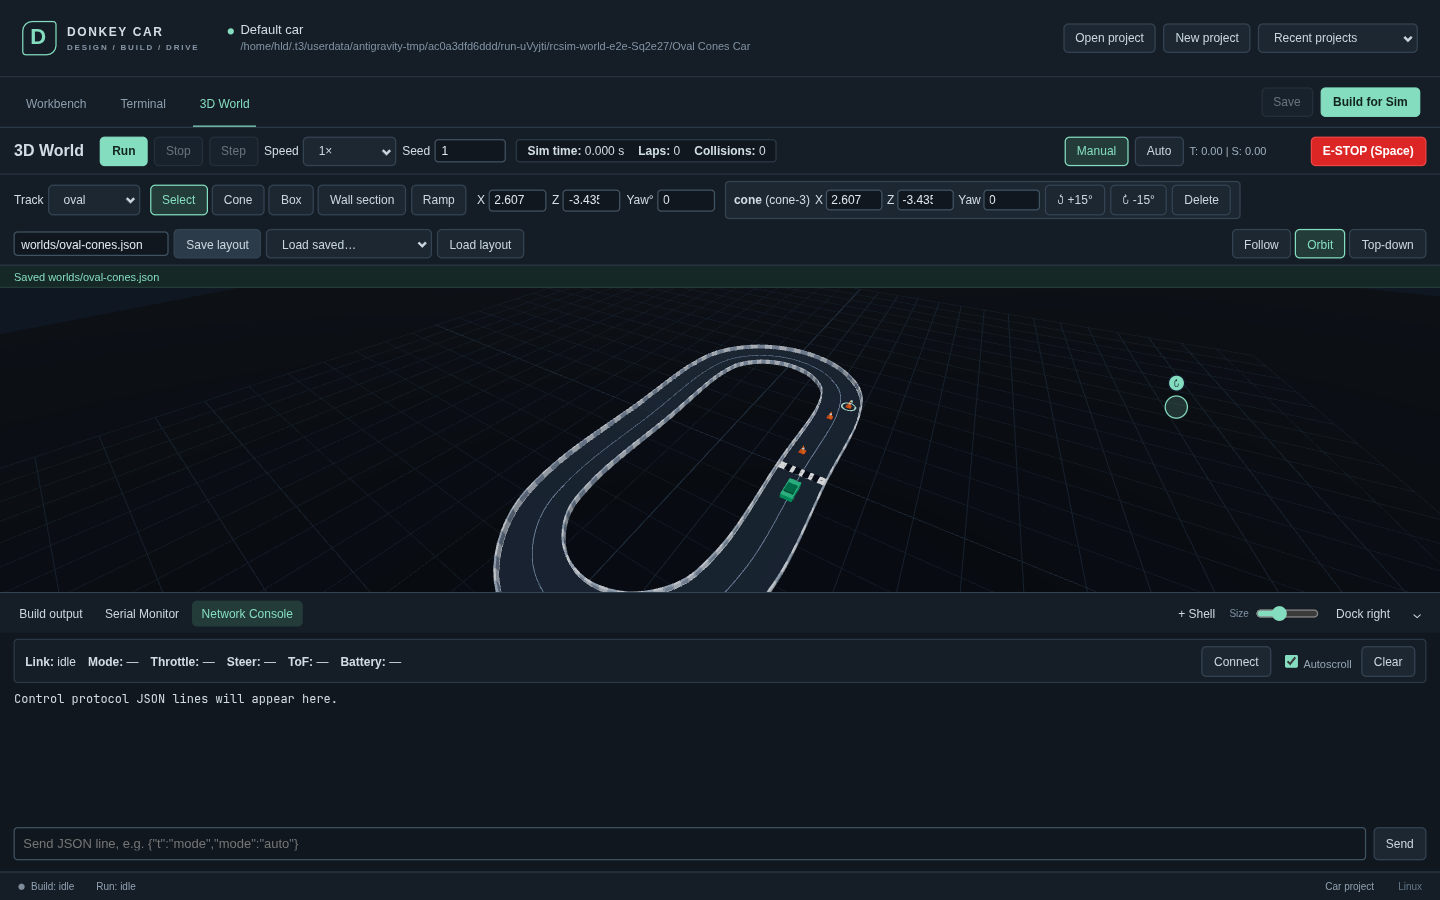 D DONKEY CAR
DESIGN / BUILD / DRIVE
Default car
/home/hld/.t3/userdata/antigravity-tmp/ac0a3dfd6ddd/run-uVyjti/rcsim-world-e2e-Sq2e27/Oval Cones Car
Open project New project Recent projects
Workbench Terminal 3D World Save Build for Sim
3D World Run Stop Step Speed 1× Seed 1 Sim time: 0.000 s Laps: 0 Collisions: 0 Manual Auto T: 0.00 | S: 0.00 E-STOP (Space)
Track oval Select Cone Box Wall section Ramp X 2.607 Z -3.435 Yaw° 0 cone (cone-3) X 2.607 Z -3.435 Yaw 0 +15° -15° Delete
worlds/oval-cones.json Save layout Load saved… Load layout Follow Orbit Top-down
Saved worlds/oval-cones.json
Build output Serial Monitor Network Console + Shell Size Dock right
Link: idle Mode: — Throttle: — Steer: — ToF: — Battery: — Connect Autoscroll Clear
Control protocol JSON lines will appear here.
Send JSON line, e.g. {"t":"mode","mode":"auto"} Send
Build: idle Run: idle Car project Linux